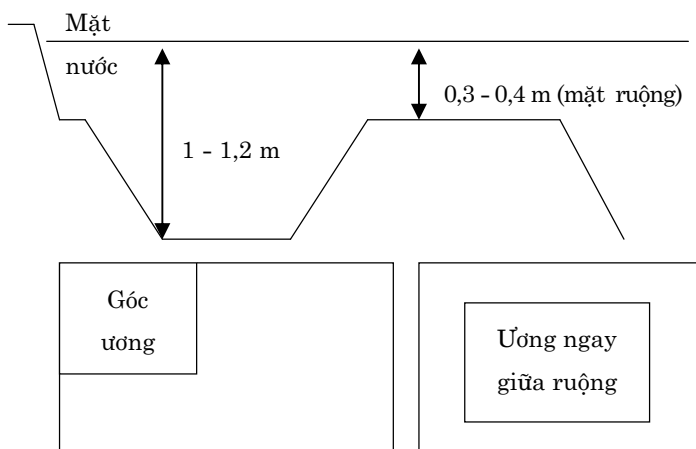 Mặt
nước
0,3 - 0,4 m (mặt ruộng)
1 - 1,2 m
Góc
ương
Ương ngay
giữa ruộng